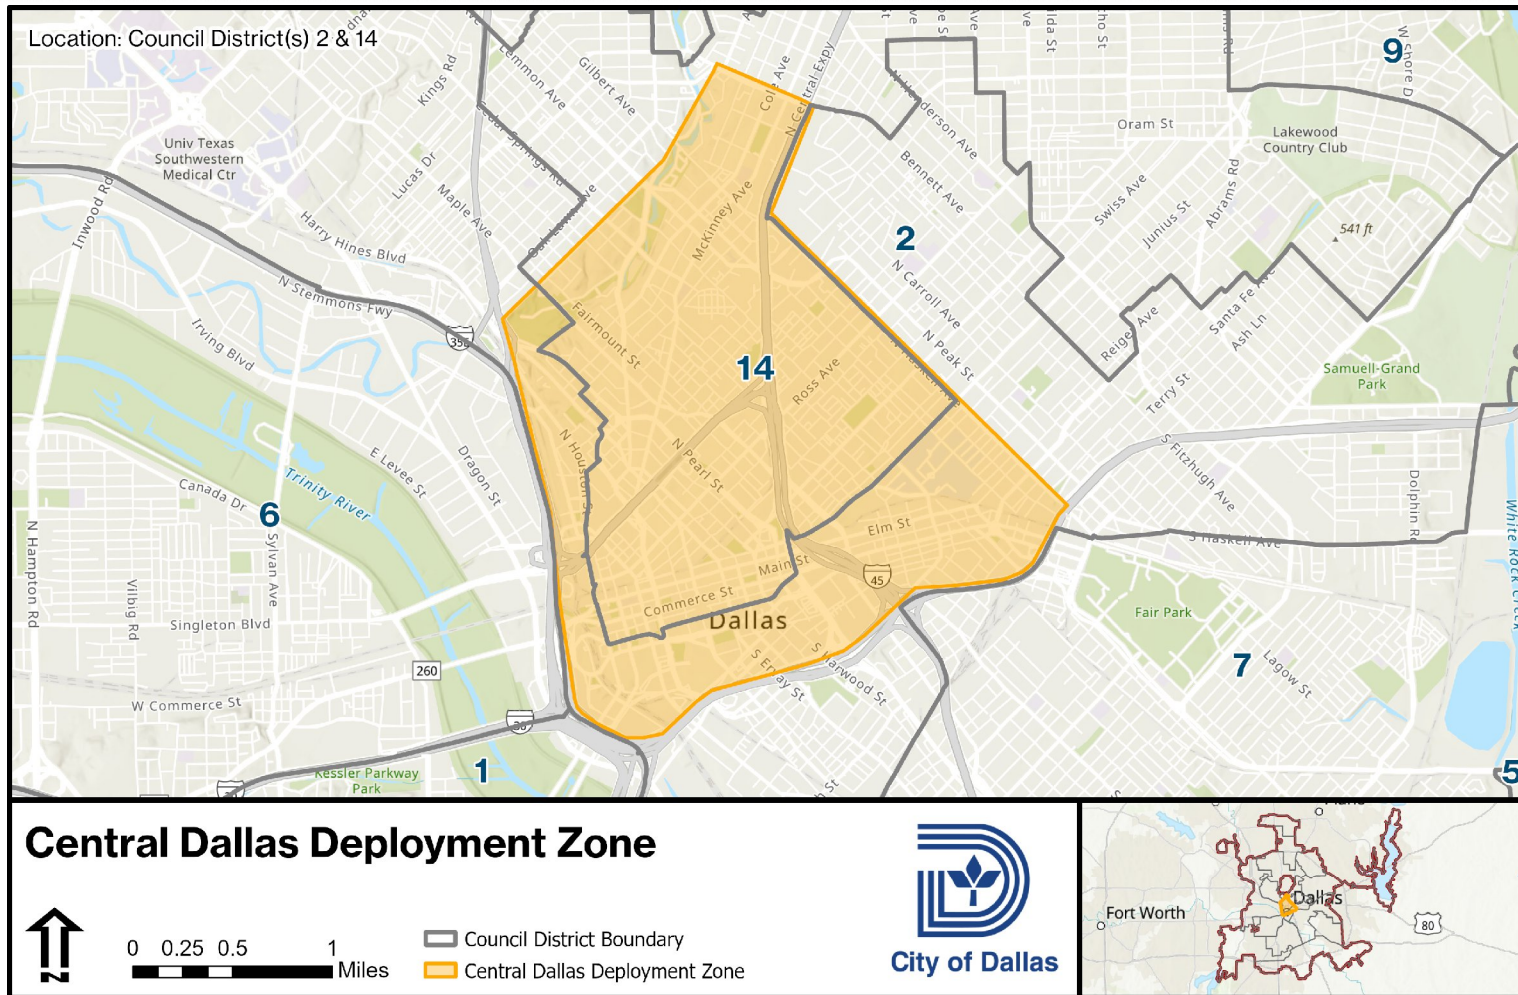 Location: Council District(s) 2 & 14
Kings Rd
Lemmon Ave
Gilbert Ave
Cole Ave
N Central Expy
N Henderson Ave
9
W Shore D
Oram St
Lakewood
Country Club
Univ Texas
Southwestern
Medical Ctr
Cedar Springs Rd
Lucas Dr
Maple Ave
Oak Lawn Ave
McKinney Ave
Bennett Ave
Swiss Ave
Junius St
Abrams Rd
541 ft
Inwood Rd
Harry Hines Blvd
N Stemmons Fwy
2
N Carroll Ave
N Peak St
Santa Fe Ave
Ash Ln
Reiger Ave
Irving Blvd
35E
Fairmount St
14
Ross Ave
N Haskell Ave
Terry St
Samuell-Grand
Park
N Houston St
N Pearl St
E Levee St
Dragon St
Canada Dr
Trinity River
6
Sylvan Ave
N Hampton Rd
Vilbig Rd
Singleton Blvd
260
W Commerce St
Elm St
Main St
45
Commerce St
Dallas
S Ervay St
S Harwood St
S Fitzhugh Ave
Dolphin Rd
S Haskell Ave
White Rock Creek
Fair Park
7
Lagow St
30
1
Kessler Parkway
Park
5
Central Dallas Deployment Zone
N
0 0.25 0.5 1
Miles
Council District Boundary
Central Dallas Deployment Zone
City of Dallas
Fort Worth
Dallas
80